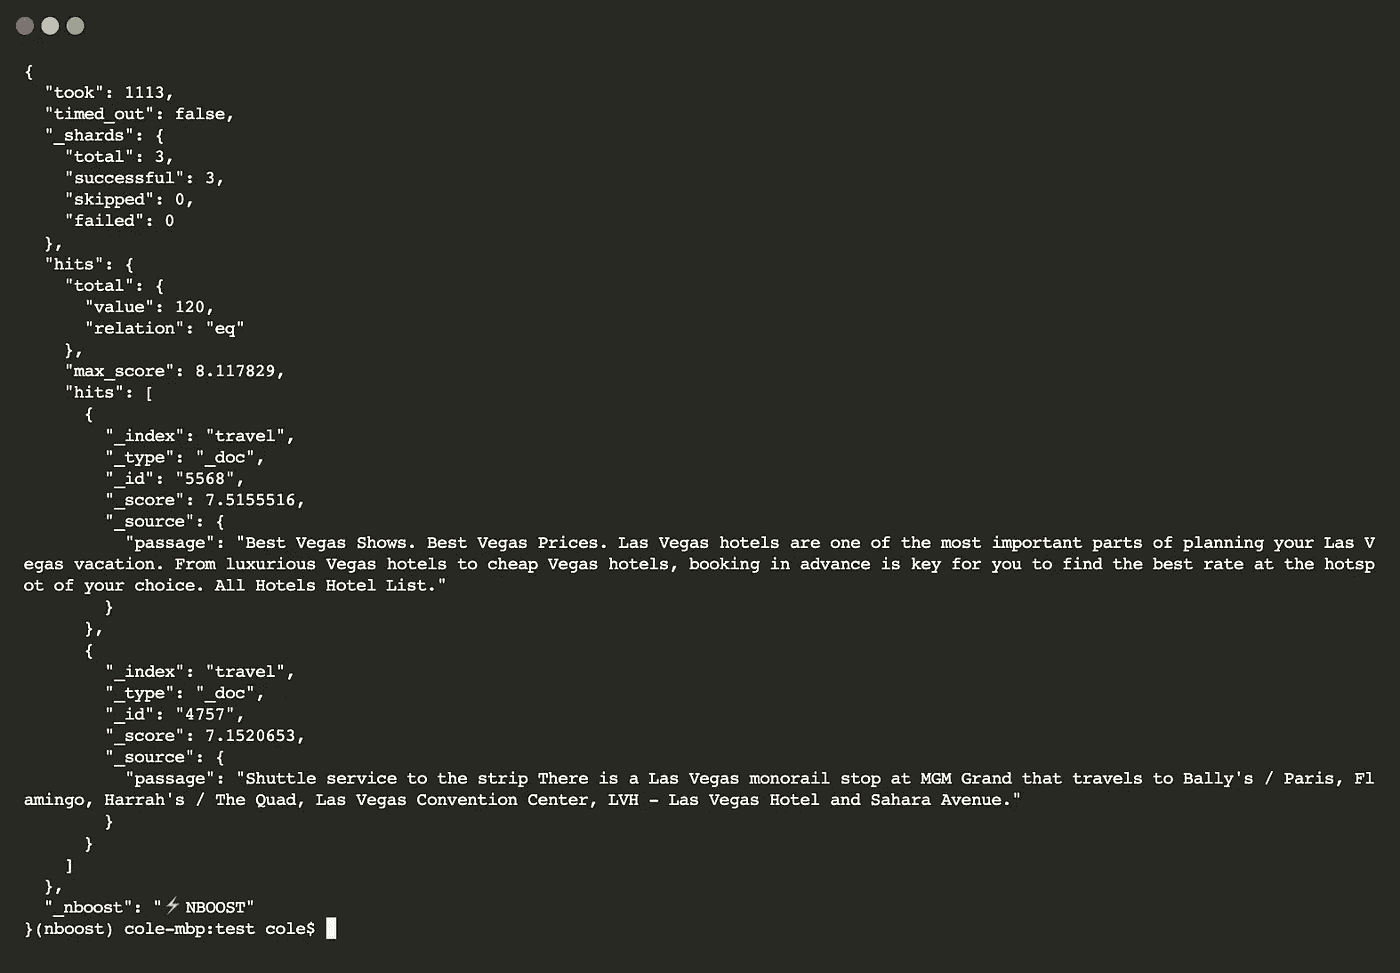 {
  "took": 1113,
  "timed_out": false,
  "_shards": {
    "total": 3,
    "successful": 3,
    "skipped": 0,
    "failed": 0
  },
  "hits": {
    "total": {
      "value": 120,
      "relation": "eq"
    },
    "max_score": 8.117829,
    "hits": [
      {
        "_index": "travel",
        "_type": "_doc",
        "_id": "5568",
        "_score": 7.5155516,
        "_source": {
          "passage": "Best Vegas Shows. Best Vegas Prices. Las Vegas hotels are one of the most important parts of planning your Las V
egas vacation. From luxurious Vegas hotels to cheap Vegas hotels, booking in advance is key for you to find the best rate at the hotsp
ot of your choice. All Hotels Hotel List."
        }
      },
      {
        "_index": "travel",
        "_type": "_doc",
        "_id": "4757",
        "_score": 7.1520653,
        "_source": {
          "passage": "Shuttle service to the strip There is a Las Vegas monorail stop at MGM Grand that travels to Bally's / Paris, Fl
amingo, Harrah's / The Quad, Las Vegas Convention Center, LVH - Las Vegas Hotel and Sahara Avenue."
        }
      }
    ]
  },
  "_nboost": "⚡NBOOST"
}(nboost) cole-mbp:test cole$